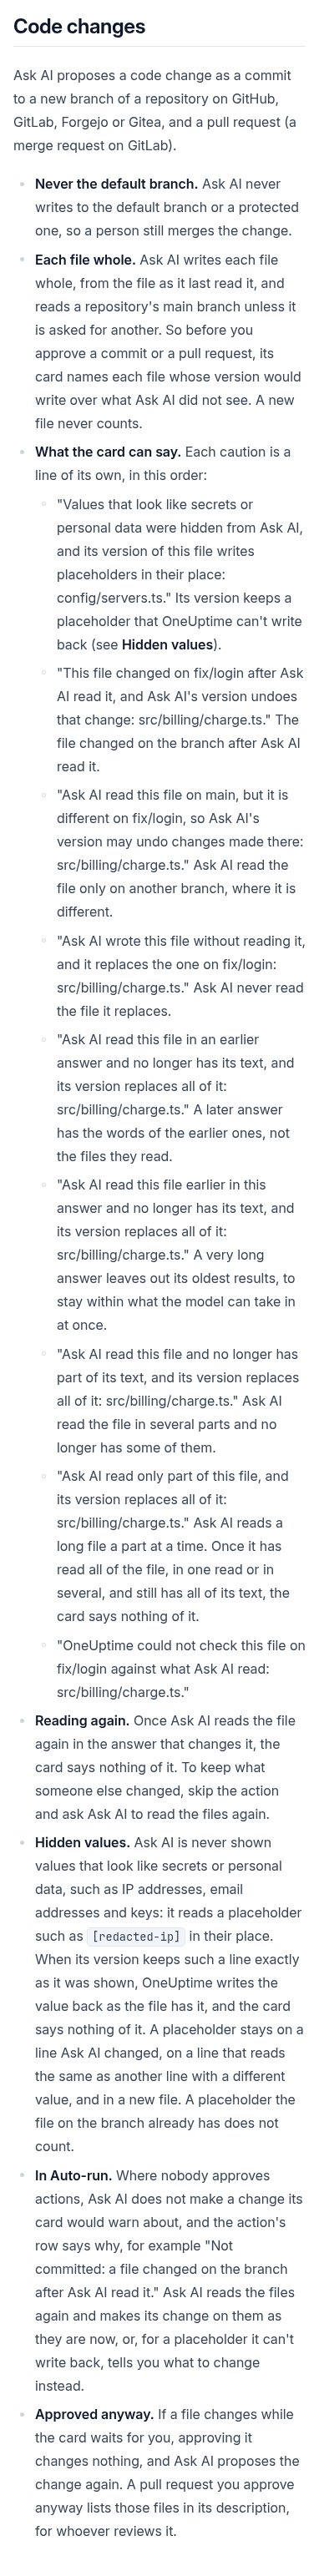 Code changes
Ask AI proposes a code change as a commit
to a new branch of a repository on GitHub,
GitLab, Forgejo or Gitea, and a pull request (a
merge request on GitLab).
Never the default branch. Ask AI never
writes to the default branch or a protected
one, so a person still merges the change.
Each file whole. Ask AI writes each file
whole, from the file as it last read it, and
reads a repository's main branch unless it
is asked for another. So before you
approve a commit or a pull request, its
card names each file whose version would
write over what Ask AI did not see. A new
file never counts.
What the card can say. Each caution is a
line of its own, in this order:
"Values that look like secrets or
personal data were hidden from Ask AI,
and its version of this file writes
placeholders in their place:
config/servers.ts." Its version keeps a
placeholder that OneUptime can't write
back (see Hidden values).
"This file changed on fix/login after Ask
AI read it, and Ask AI's version undoes
that change: src/billing/charge.ts." The
file changed on the branch after Ask AI
read it.
"Ask AI read this file on main, but it is
different on fix/login, so Ask AI's
version may undo changes made there:
src/billing/charge.ts." Ask AI read the
file only on another branch, where it is
different.
"Ask AI wrote this file without reading it,
and it replaces the one on fix/login:
src/billing/charge.ts." Ask AI never read
the file it replaces.
"Ask AI read this file in an earlier
answer and no longer has its text, and
its version replaces all of it:
src/billing/charge.ts." A later answer
has the words of the earlier ones, not
the files they read.
"Ask AI read this file earlier in this
answer and no longer has its text, and
its version replaces all of it:
src/billing/charge.ts." A very long
answer leaves out its oldest results, to
stay within what the model can take in
at once.
"Ask AI read this file and no longer has
part of its text, and its version replaces
all of it: src/billing/charge.ts." Ask AI
read the file in several parts and no
longer has some of them.
"Ask AI read only part of this file, and
its version replaces all of it:
src/billing/charge.ts." Ask AI reads a
long file a part at a time. Once it has
read all of the file, in one read or in
several, and still has all of its text, the
card says nothing of it.
"OneUptime could not check this file on
fix/login against what Ask AI read:
src/billing/charge.ts."
Reading again. Once Ask AI reads the file
again in the answer that changes it, the
card says nothing of it. To keep what
someone else changed, skip the action
and ask Ask AI to read the files again.
Hidden values. Ask AI is never shown
values that look like secrets or personal
data, such as IP addresses, email
addresses and keys: it reads a placeholder
such as [redacted-ip] in their place.
When its version keeps such a line exactly
as it was shown, OneUptime writes the
value back as the file has it, and the card
says nothing of it. A placeholder stays on a
line Ask AI changed, on a line that reads
the same as another line with a different
value, and in a new file. A placeholder the
file on the branch already has does not
count.
In Auto-run. Where nobody approves
actions, Ask AI does not make a change its
card would warn about, and the action's
row says why, for example "Not
committed: a file changed on the branch
after Ask AI read it." Ask AI reads the files
again and makes its change on them as
they are now, or, for a placeholder it can't
write back, tells you what to change
instead.
Approved anyway. If a file changes while
the card waits for you, approving it
changes nothing, and Ask AI proposes the
change again. A pull request you approve
anyway lists those files in its description,
for whoever reviews it.